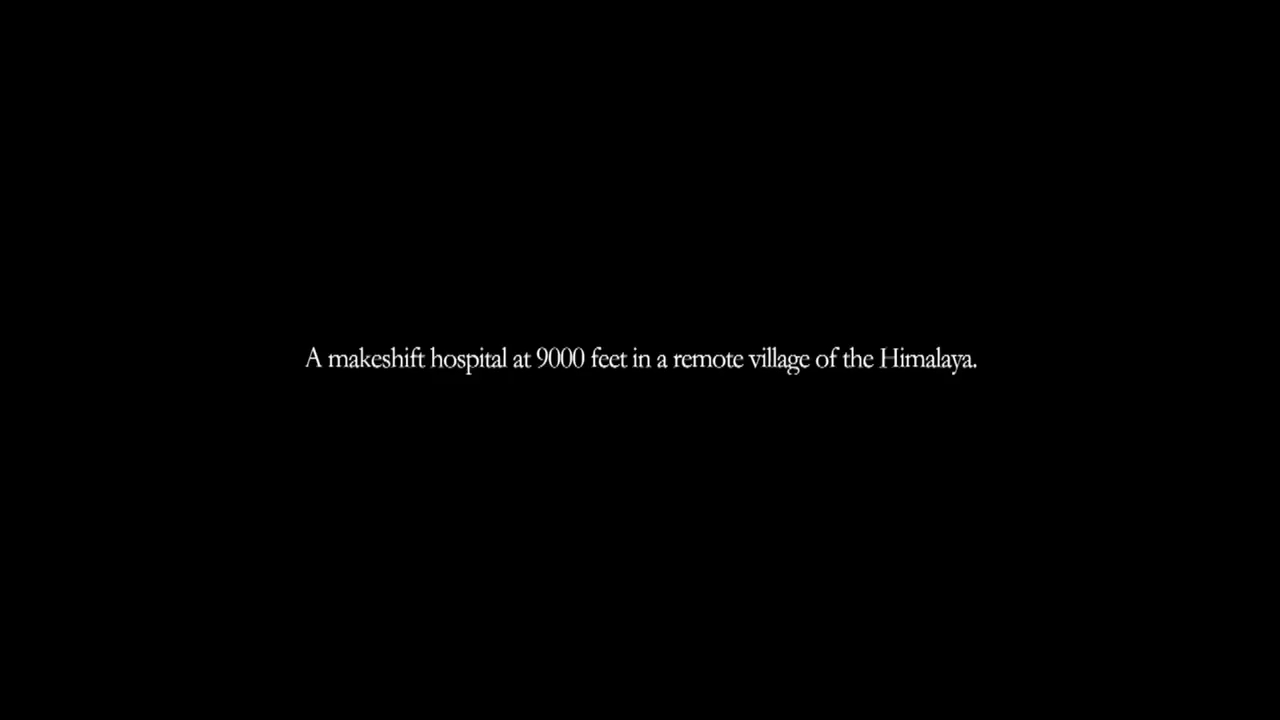 A makeshift hospital at 9000 feet in a remote village of the Himalaya.